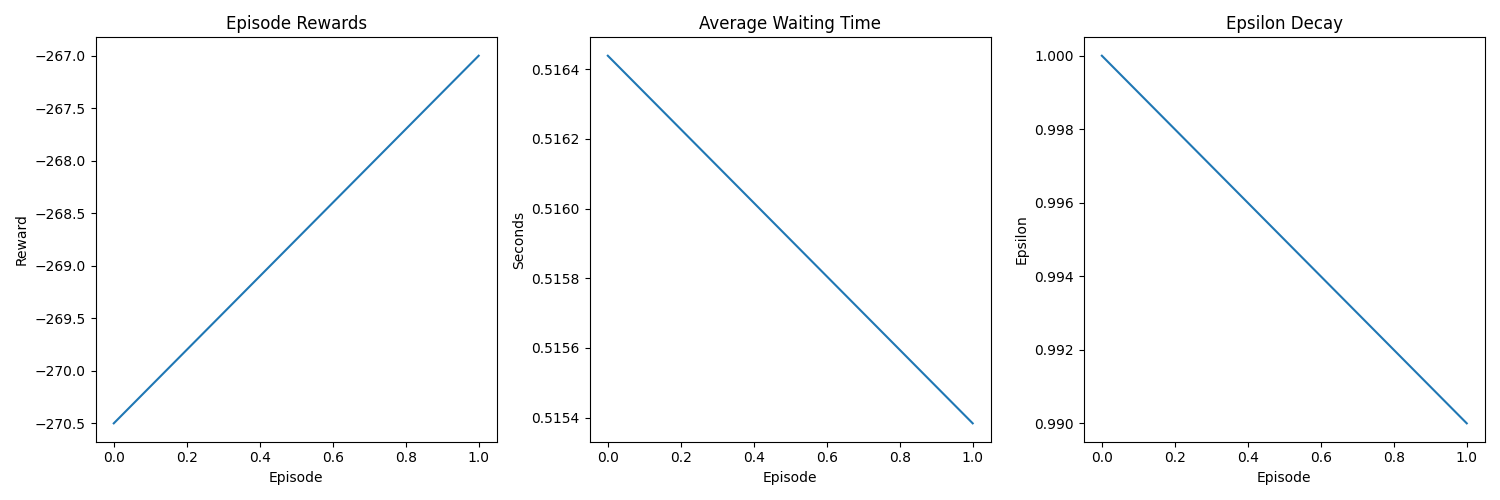 Episode Rewards
−267.0
−267.5
−268.0
−268.5
−269.0
−269.5
−270.0
−270.5
Reward
0.0 0.2 0.4 0.6 0.8 1.0
Episode
Average Waiting Time
0.5164
0.5162
0.5160
0.5158
0.5156
0.5154
Seconds
0.0 0.2 0.4 0.6 0.8 1.0
Episode
Epsilon Decay
1.000
0.998
0.996
0.994
0.992
0.990
Epsilon
0.0 0.2 0.4 0.6 0.8 1.0
Episode